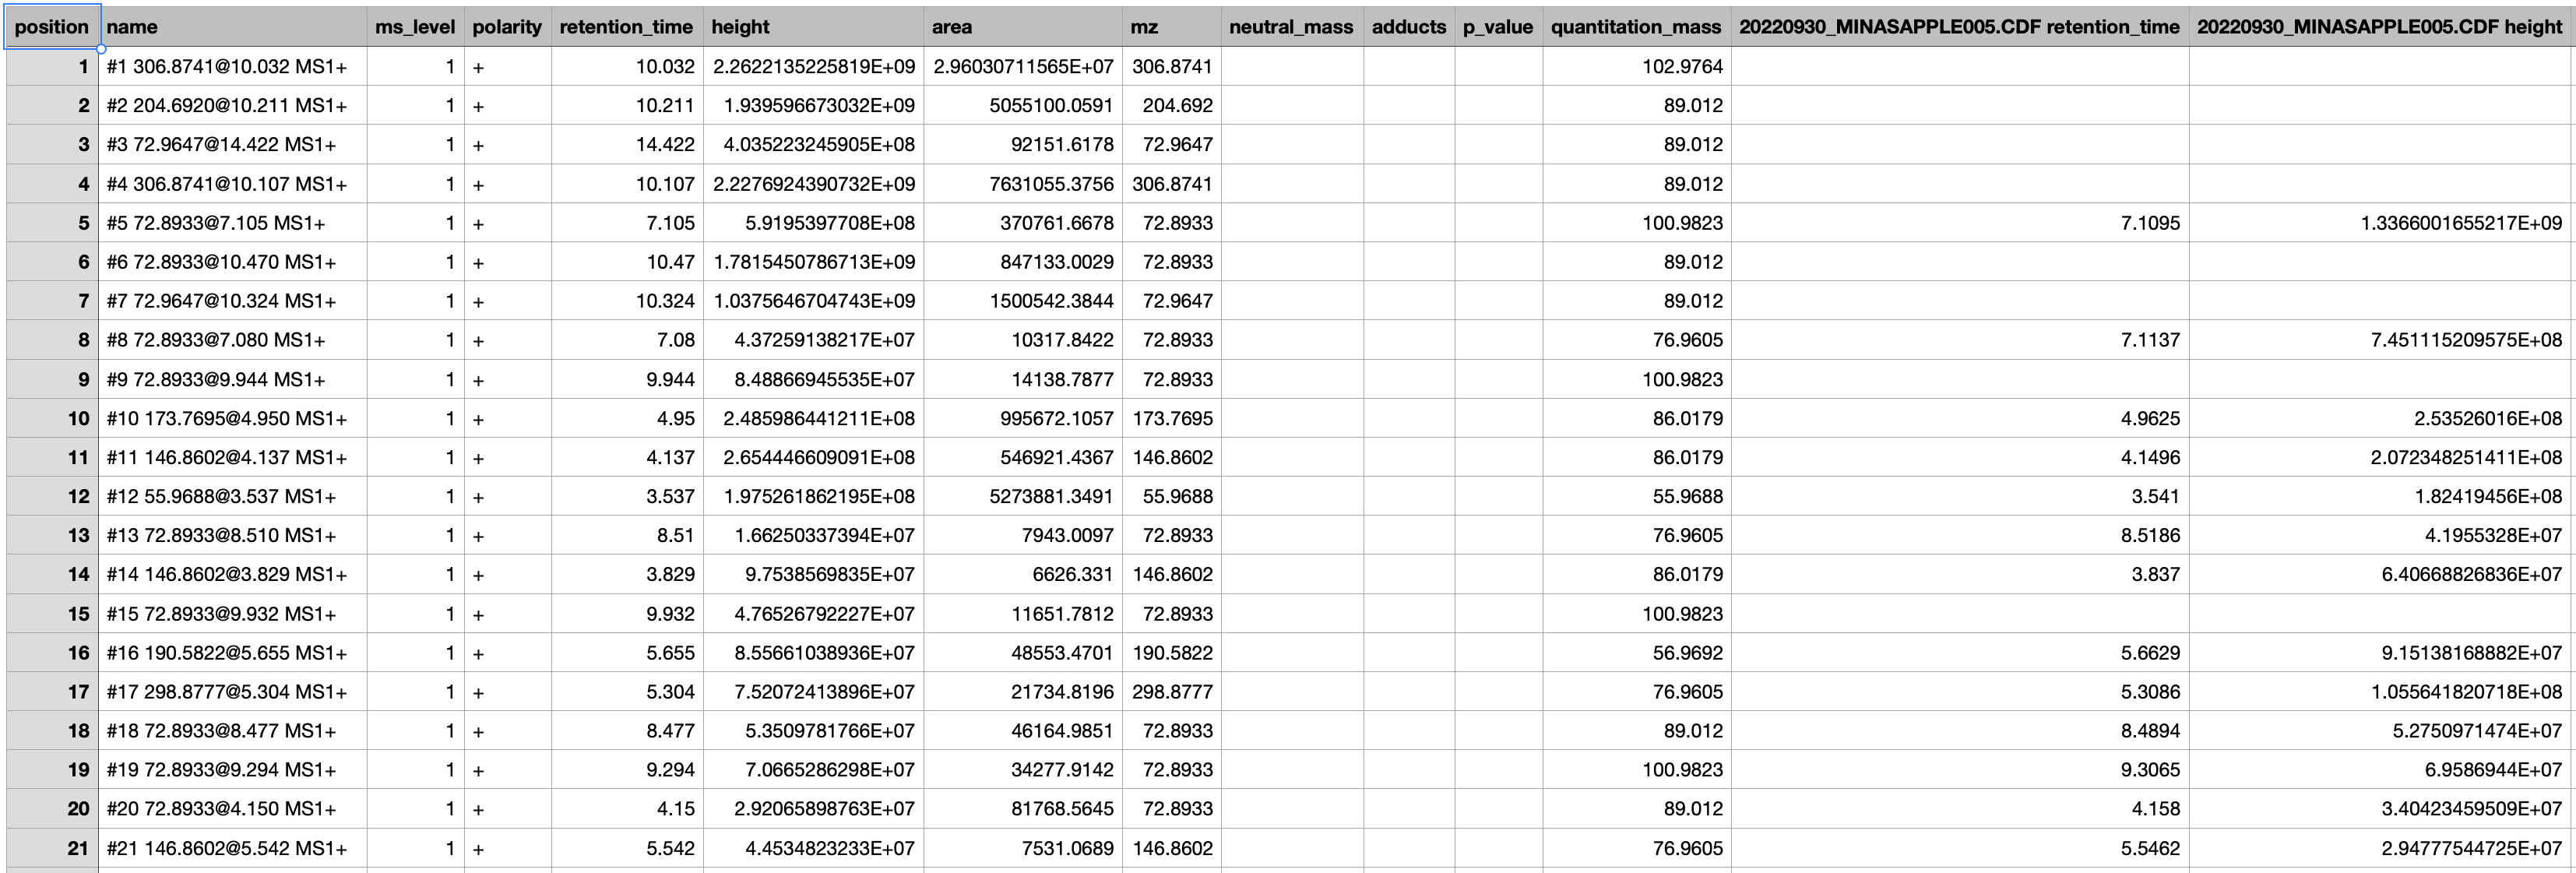 position name ms_level polarity retention_time height area mz neutral_mass adducts p_value quantitation_mass 20220930_MINASAPPLE005.CDF retention_time 20220930_MINASAPPLE005.CDF height
1 #1 306.8741@10.032 MS1+ 1 + 10.032 2.2622135225819E+09 2.96030711565E+07 306.8741 102.9764
2 #2 204.6920@10.211 MS1+ 1 + 10.211 1.939596673032E+09 5055100.0591 204.692 89.012
3 #3 72.9647@14.422 MS1+ 1 + 14.422 4.035223245905E+08 92151.6178 72.9647 89.012
4 #4 306.8741@10.107 MS1+ 1 + 10.107 2.2276924390732E+09 7631055.3756 306.8741 89.012
5 #5 72.8933@7.105 MS1+ 1 + 7.105 5.9195397708E+08 370761.6678 72.8933 100.9823 7.1095 1.3366001655217E+09
6 #6 72.8933@10.470 MS1+ 1 + 10.47 1.7815450786713E+09 847133.0029 72.8933 89.012
7 #7 72.9647@10.324 MS1+ 1 + 10.324 1.0375646704743E+09 1500542.3844 72.9647 89.012
8 #8 72.8933@7.080 MS1+ 1 + 7.08 4.37259138217E+07 10317.8422 72.8933 76.9605 7.1137 7.451115209575E+08
9 #9 72.8933@9.944 MS1+ 1 + 9.944 8.48866945535E+07 14138.7877 72.8933 100.9823
10 #10 173.7695@4.950 MS1+ 1 + 4.95 2.485986441211E+08 995672.1057 173.7695 86.0179 4.9625 2.53526016E+08
11 #11 146.8602@4.137 MS1+ 1 + 4.137 2.654446609091E+08 546921.4367 146.8602 86.0179 4.1496 2.072348251411E+08
12 #12 55.9688@3.537 MS1+ 1 + 3.537 1.975261862195E+08 5273881.3491 55.9688 55.9688 3.541 1.82419456E+08
13 #13 72.8933@8.510 MS1+ 1 + 8.51 1.66250337394E+07 7943.0097 72.8933 76.9605 8.5186 4.1955328E+07
14 #14 146.8602@3.829 MS1+ 1 + 3.829 9.7538569835E+07 6626.331 146.8602 86.0179 3.837 6.40668826836E+07
15 #15 72.8933@9.932 MS1+ 1 + 9.932 4.76526792227E+07 11651.7812 72.8933 100.9823
16 #16 190.5822@5.655 MS1+ 1 + 5.655 8.55661038936E+07 48553.4701 190.5822 56.9692 5.6629 9.15138168882E+07
17 #17 298.8777@5.304 MS1+ 1 + 5.304 7.52072413896E+07 21734.8196 298.8777 76.9605 5.3086 1.055641820718E+08
18 #18 72.8933@8.477 MS1+ 1 + 8.477 5.3509781766E+07 46164.9851 72.8933 89.012 8.4894 5.2750971474E+07
19 #19 72.8933@9.294 MS1+ 1 + 9.294 7.0665286298E+07 34277.9142 72.8933 100.9823 9.3065 6.9586944E+07
20 #20 72.8933@4.150 MS1+ 1 + 4.15 2.92065898763E+07 81768.5645 72.8933 89.012 4.158 3.40423459509E+07
21 #21 146.8602@5.542 MS1+ 1 + 5.542 4.4534823233E+07 7531.0689 146.8602 76.9605 5.5462 2.94777544725E+07